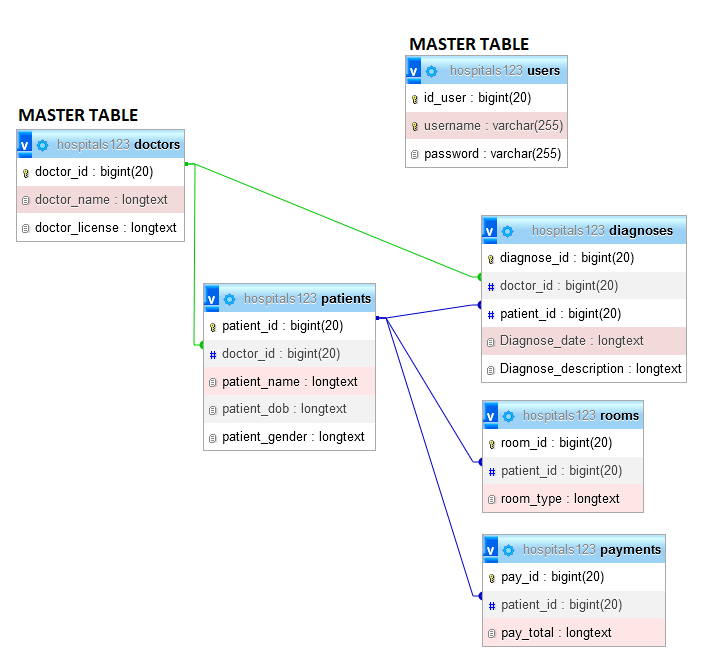 MASTER TABLE
hospitals123 users
id_user : bigint(20)
username : varchar(255)
password : varchar(255)
MASTER TABLE
hospitals123 doctors
doctor_id : bigint(20)
doctor_name : longtext
doctor_license : longtext
hospitals123 diagnoses
diagnose_id : bigint(20)
# doctor_id : bigint(20)
# patient_id : bigint(20)
Diagnose_date : longtext
Diagnose_description : longtext
hospitals123 patients
patient_id : bigint(20)
# doctor_id : bigint(20)
patient_name : longtext
patient_dob : longtext
patient_gender : longtext
hospitals123 rooms
room_id : bigint(20)
# patient_id : bigint(20)
room_type : longtext
hospitals123 payments
pay_id : bigint(20)
# patient_id : bigint(20)
pay_total : longtext